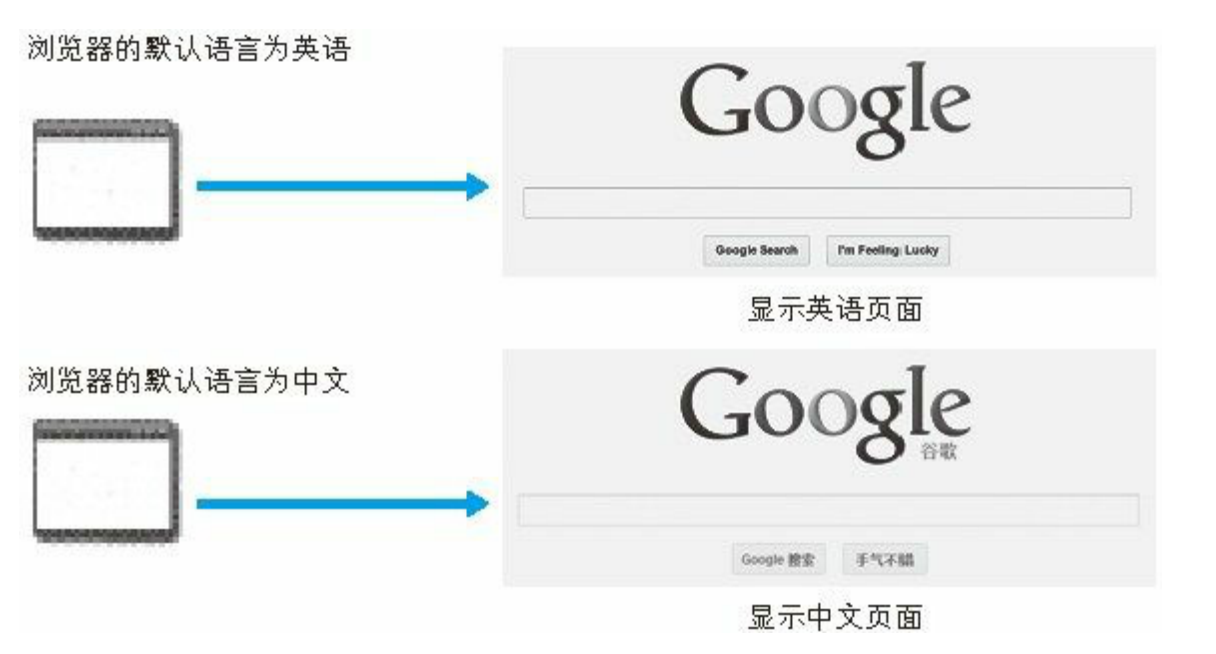 浏览器的默认语言为英语
Google
Google Search
I'm Feeling Lucky
显示英语页面
浏览器的默认语言为中文
Google
谷歌
Google 搜索
手气不错
显示中文页面